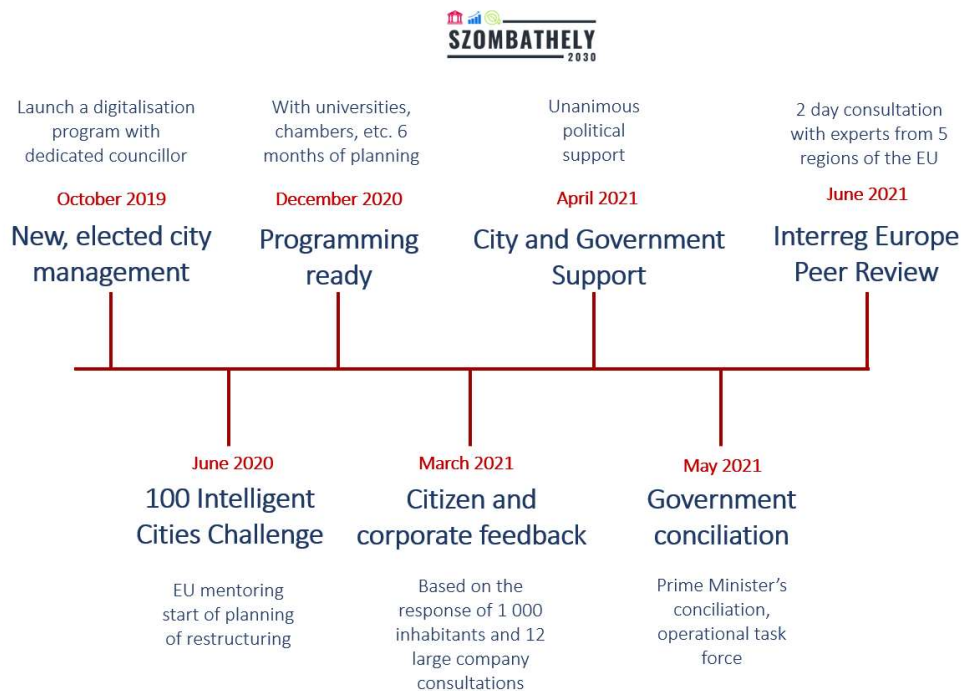 SZOMBATHELY
2030
Launch a digitalisation
program with
dedicated councillor
October 2019
New, elected city
management
With universities,
chambers, etc. 6
months of planning
December 2020
Programming
ready
Unanimous
political
support
April 2021
City and Government
Support
2 day consultation
with experts from 5
regions of the EU
June 2021
Interreg Europe
Peer Review
June 2020
100 Intelligent
Cities Challenge
EU mentoring
start of planning
of restructuring
March 2021
Citizen and
corporate feedback
Based on the
response of 1 000
inhabitants and 12
large company
consultations
May 2021
Government
conciliation
Prime Minister's
conciliation,
operational task
force